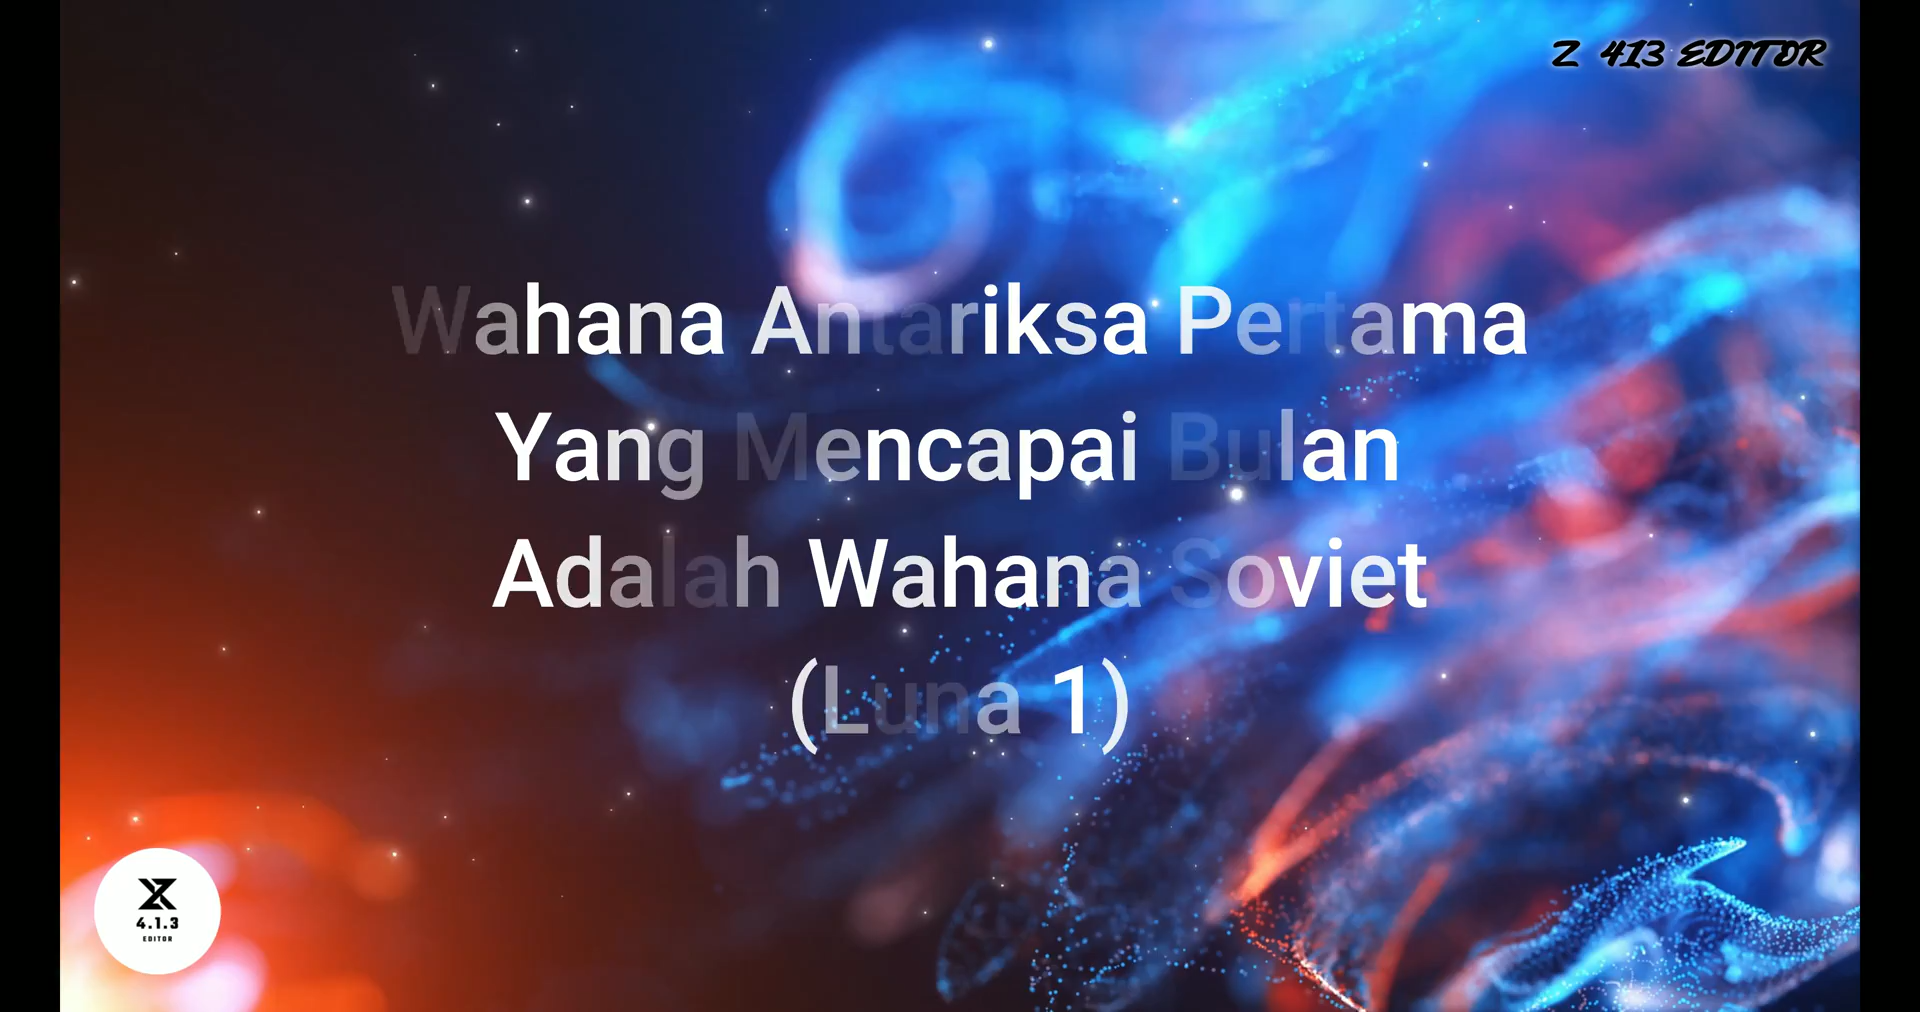 Z 413 EDITOR
Wahana Antariksa Pertama
Yang Mencapai Bulan
Adalah Wahana Soviet
(Luna 1)
4.1.3
EDITOR